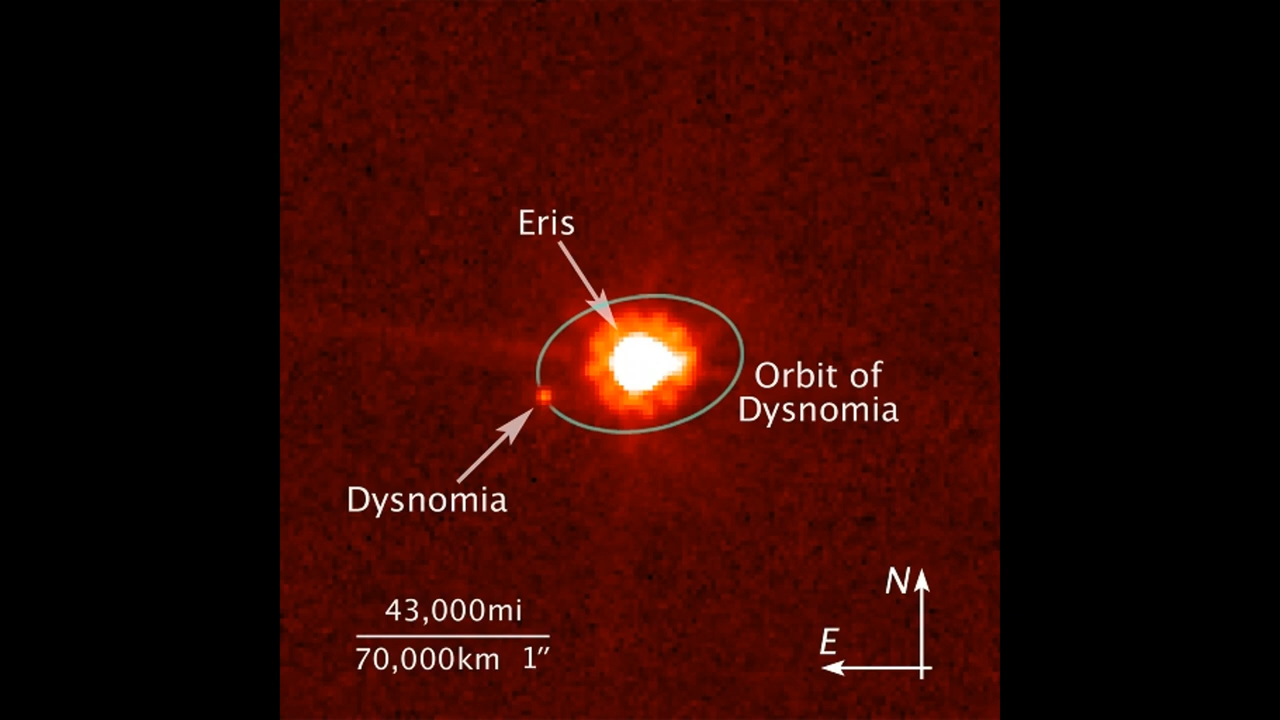 Eris
Orbit of
Dysnomia
Dysnomia
43,000mi
70,000km 1″
N
E